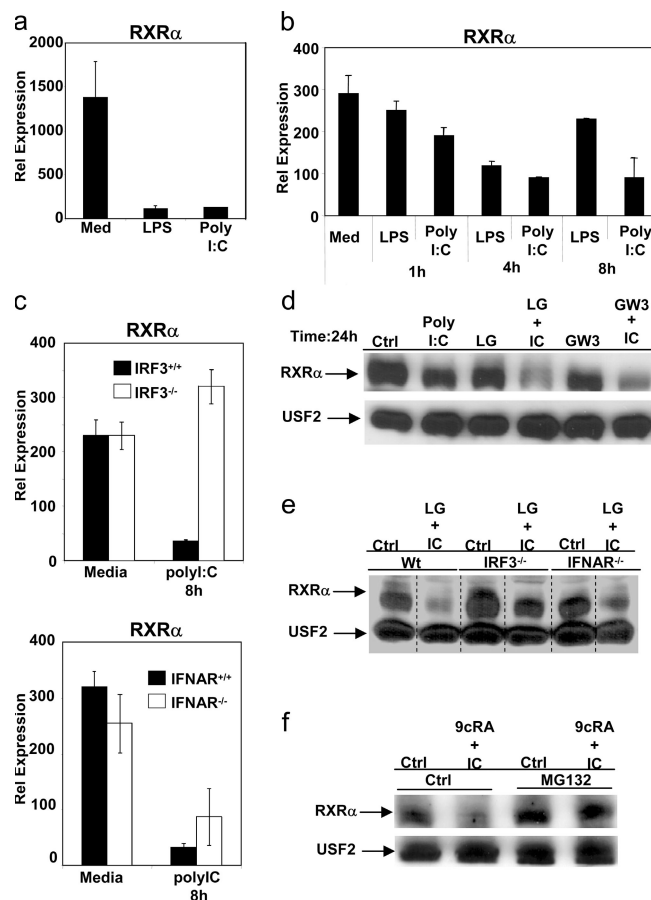 a
RXRα
Rel Expression
2000
1500
1000
500
0
Med
LPS
Poly
I:C
b
RXRα
Rel Expression
400
300
200
100
0
Med
LPS
Poly
I:C
LPS
Poly
I:C
LPS
Poly
I:C
1h
4h
8h
c
RXRα
Rel Expression
400
300
200
100
0
IRF3+/+
IRF3-/-
Media
polyI:C
8h
RXRα
Rel Expression
300
200
100
0
IFNAR+/+
IFNAR-/-
Media
polyIC
8h
d
Time:24h
Ctrl
Poly
I:C
LG
LG
+
IC
GW3
GW3
+
IC
RXRα
USF2
e
Ctrl
LG
+
IC
Ctrl
LG
+
IC
Ctrl
LG
+
IC
Wt
IRF3-/-
IFNAR-/-
RXRα
USF2
f
Ctrl
9cRA
+
IC
Ctrl
9cRA
+
IC
Ctrl
MG132
RXRα
USF2